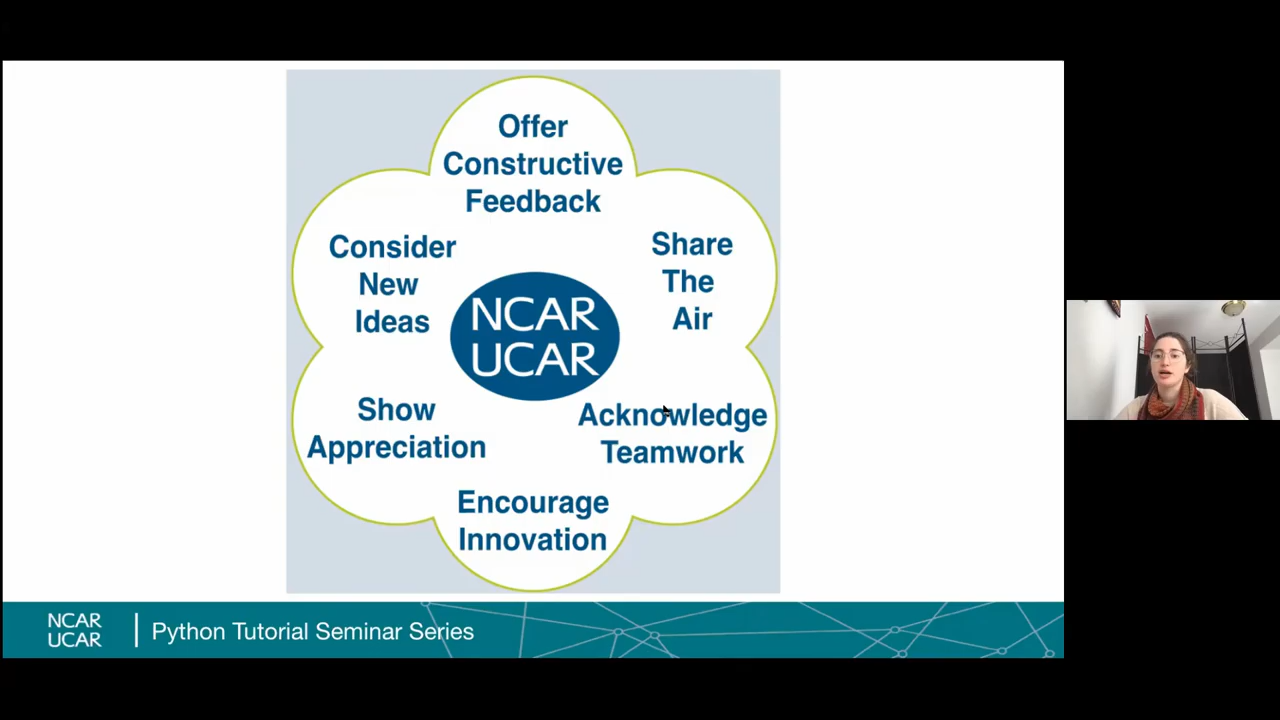 Offer
Constructive
Feedback
Consider
New
Ideas
Share
The
Air
NCAR
UCAR
Show
Appreciation
Acknowledge
Teamwork
Encourage
Innovation
NCAR
UCAR
Python Tutorial Seminar Series